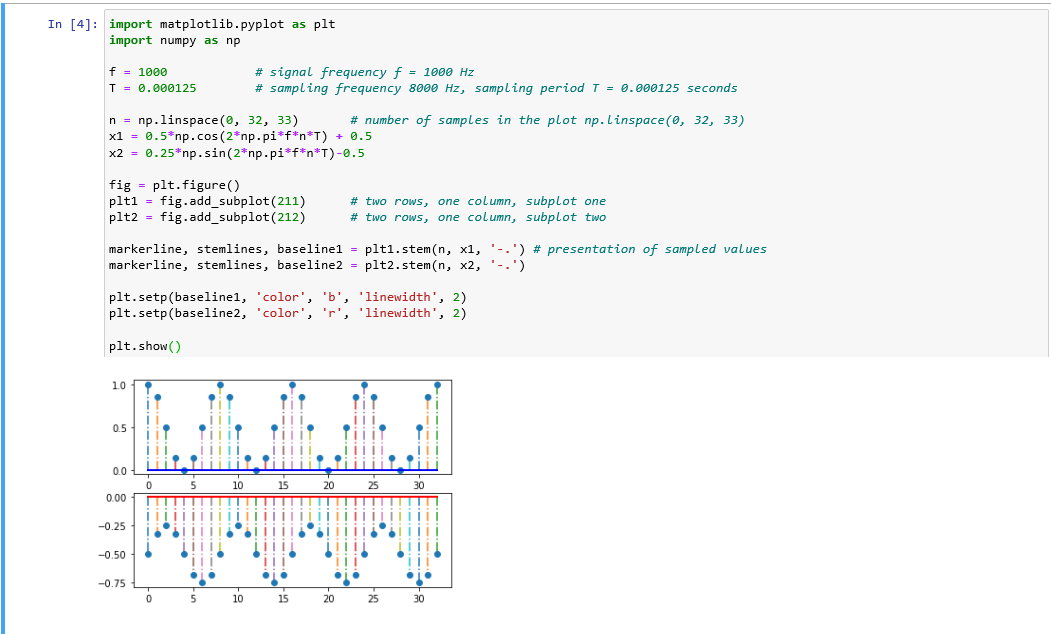 In [4]: import matplotlib.pyplot as plt
import numpy as np
f = 1000 # signal frequency f = 1000 Hz
T = 0.000125 # sampling frequency 8000 Hz, sampling period T = 0.000125 seconds
n = np.linspace(0, 32, 33) # number of samples in the plot np.linspace(0, 32, 33)
x1 = 0.5*np.cos(2*np.pi*f*n*T) + 0.5
x2 = 0.25*np.sin(2*np.pi*f*n*T)-0.5
fig = plt.figure()
plt1 = fig.add_subplot(211) # two rows, one column, subplot one
plt2 = fig.add_subplot(212) # two rows, one column, subplot two
markerline, stemlines, baseline1 = plt1.stem(n, x1, '-.') # presentation of sampled values
markerline, stemlines, baseline2 = plt2.stem(n, x2, '-.')
plt.setp(baseline1, 'color', 'b', 'linewidth', 2)
plt.setp(baseline2, 'color', 'r', 'linewidth', 2)
plt.show()
1.0
0.5
0.0
0 5 10 15 20 25 30
0.00
−0.25
−0.50
−0.75
0 5 10 15 20 25 30